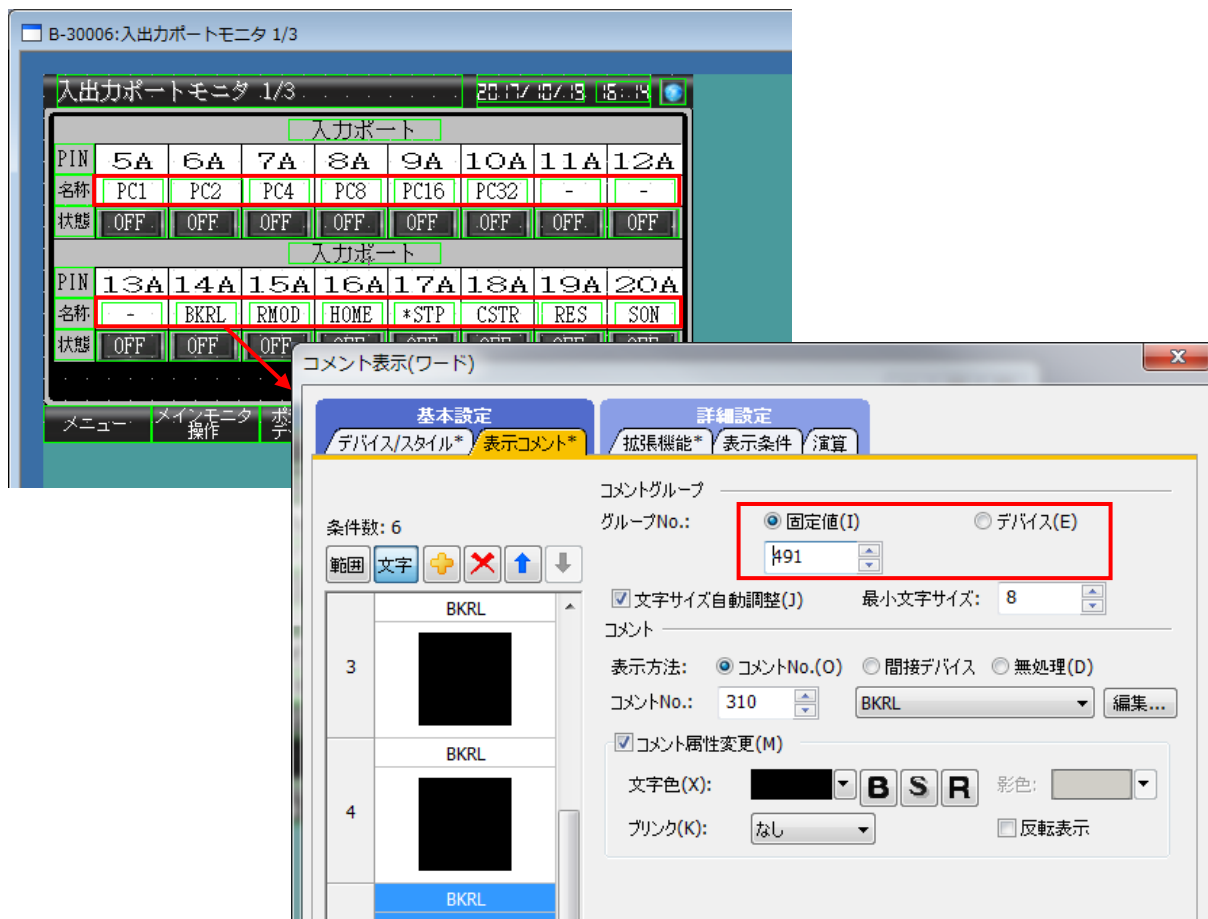 B-30006:入出力ポートモニタ 1/3
入出力ポートモニタ 1/3 2017/10/19 16:14
入力ポート
PIN 5A 6A 7A 8A 9A 10A 11A 12A
名称 PC1 PC2 PC4 PC8 PC16 PC32 - -
状態 OFF OFF OFF OFF OFF OFF OFF OFF
入力ポート
PIN 13A 14A 15A 16A 17A 18A 19A 20A
名称 - BKRL RMOD HOME *STP CSTR RES SON
状態 OFF OFF OFF OFF OFF OFF OFF OFF
メニュー メインモニタ
操作
コメント表示(ワード)
基本設定 詳細設定
デバイス/スタイル* 表示コメント* 拡張機能* 表示条件 演算
コメントグループ
条件数: 6
グループNo.: 固定値(I) デバイス(E)
491
範囲 文字
文字サイズ自動調整(J) 最小文字サイズ: 8
コメント
表示方法: コメントNo.(O) 間接デバイス 無処理(D)
コメントNo.: 310 BKRL 編集...
コメント属性変更(M)
文字色(X): B S R 影色:
ブリンク(K): なし 反転表示
BKRL
3
BKRL
4
BKRL